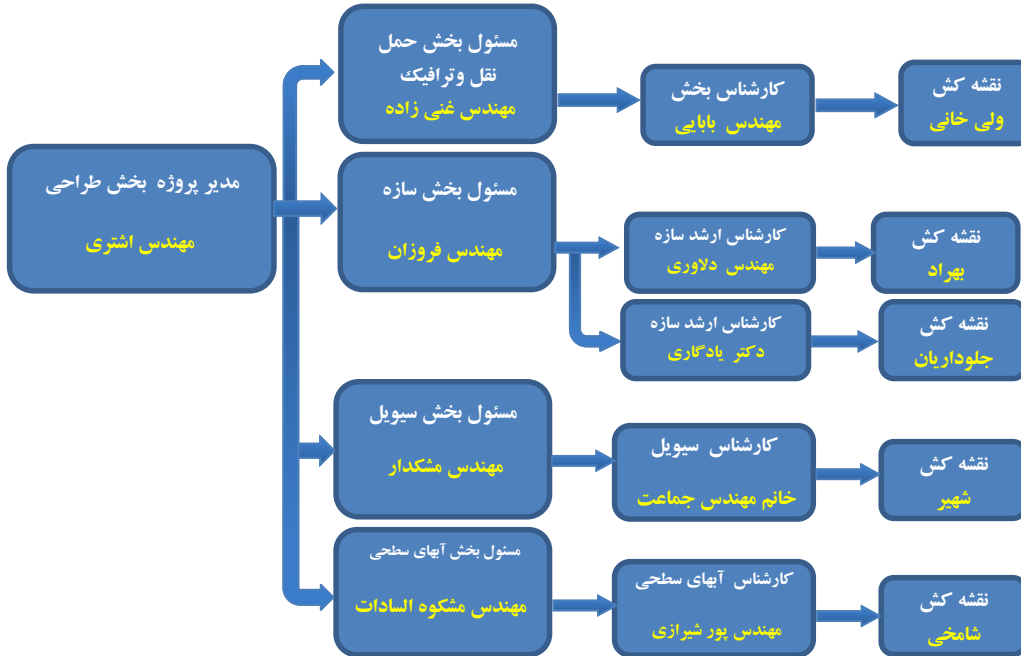 مدیر پروژه بخش طراحی
مهندس اشتری
مسئول بخش حمل
نقل وترافیک
مهندس غنی زاده
کارشناس بخش
مهندس بابایی
نقشه کش
ولی خانی
مسئول بخش سازه
مهندس فروزان
کارشناس ارشد سازه
مهندس دلاوری
نقشه کش
بهراد
کارشناس ارشد سازه
دکتر یادگاری
نقشه کش
جلوداریان
مسئول بخش سیویل
مهندس مشکدار
کارشناس سیویل
خانم مهندس جماعت
نقشه کش
شهیر
مسئول بخش آبهای سطحی
مهندس مشکوه السادات
کارشناس آبهای سطحی
مهندس پور شیرازی
نقشه کش
شامخی